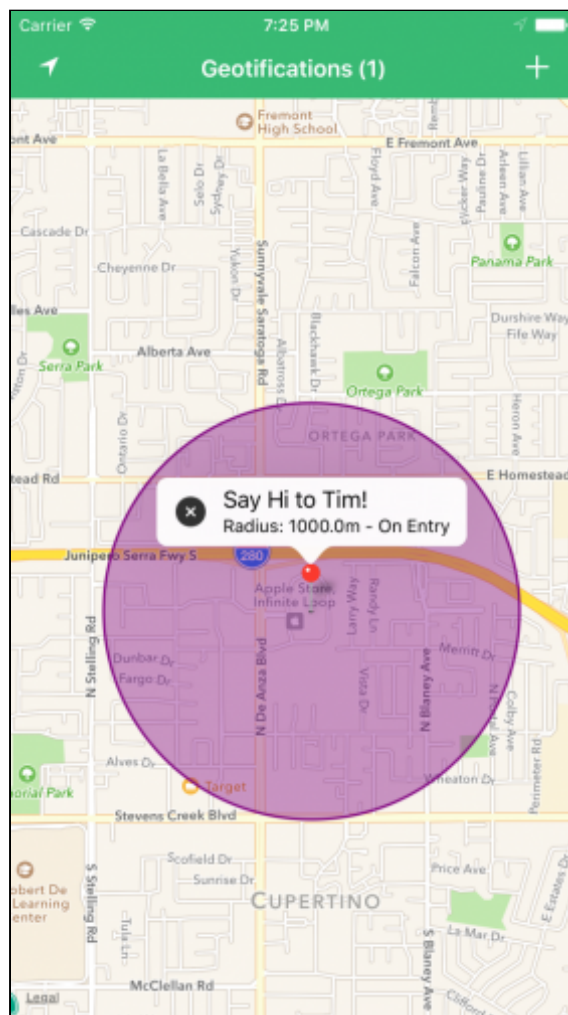 Carrier
7:25 PM
Geotifications (1)
Fremont
High School
ont Ave
E Fremont Ave
La Bella Ave
Selo Dr
Sydney Dr
Floyd Ave
Pauline Dr
Arleen Ave
Lillian Ave
Cascade Dr
Yukon Dr
Falcon Ave
Cheyenne Dr
Panama Park
Sunnyvale Saratoga Rd
les Ave
Durshire Way
Fife Way
Blackhawk Dr
Albatross Dr
Alberta Ave
Serra Park
Ortega Park
Heron Ave
Ontario Dr
ORTEGA PARK
tead Rd
E Homestead
Say Hi to Tim!
Radius: 1000.0m - On Entry
Junipero Serra Fwy S
280
Apple Store,
Infinite Loop
Larry Way
Randy Ln
N Stelling Rd
N De Anza Blvd
Merritt Dr
Dunbar Dr
Fargo Dr
Vista Dr
N Blaney Ave
N Portal Ave
Colby Ave
Perimeter Rd
Alves Dr
Target
Wheaton Dr
orial Park
Stevens Creek Blvd
Scofield Dr
Sunrise Dr
Price Ave
obert De
Learning
enter
S Stelling Rd
CUPERTINO
E Estates Dr
Tula Ln
La Mar Dr
S Blaney Ave
McClellan Rd
Legal
Clifford